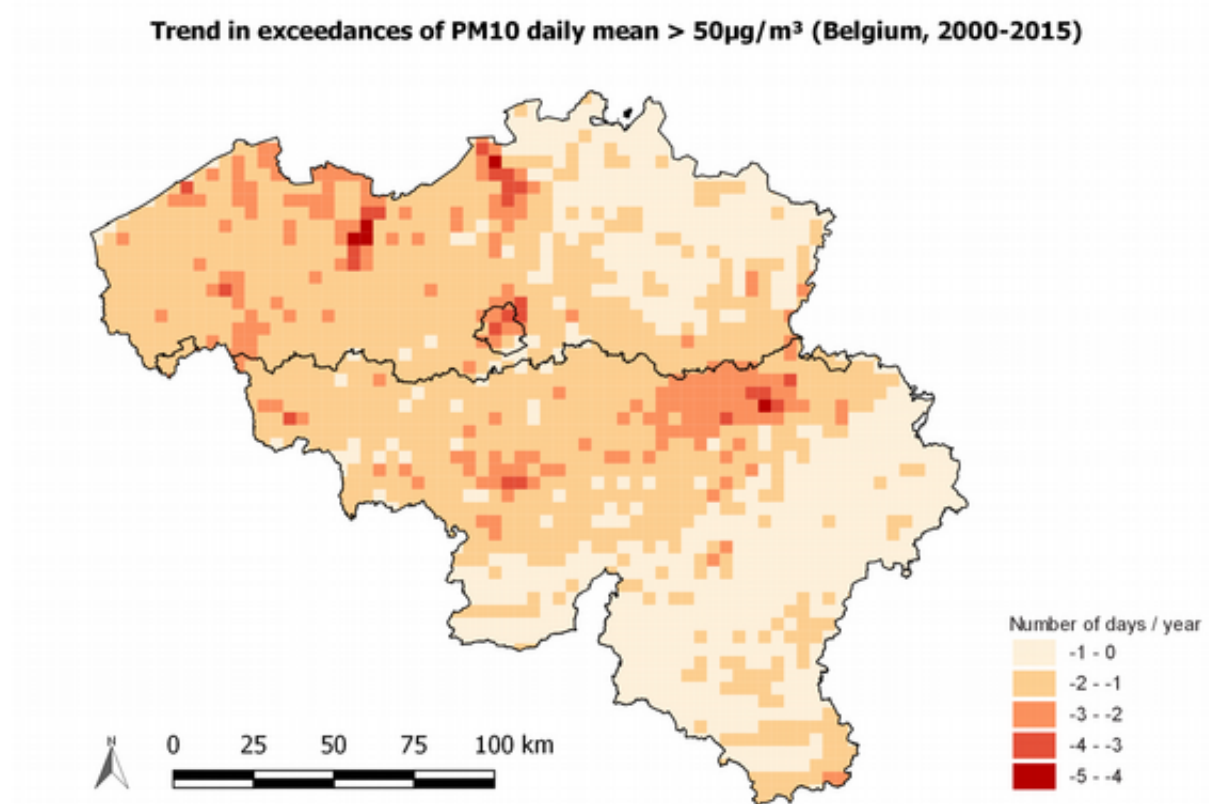 Trend in exceedances of PM10 daily mean > 50µg/m³ (Belgium, 2000-2015)
Number of days / year
-1 - 0
-2 - -1
-3 - -2
-4 - -3
-5 - -4
N
0 25 50 75 100 km